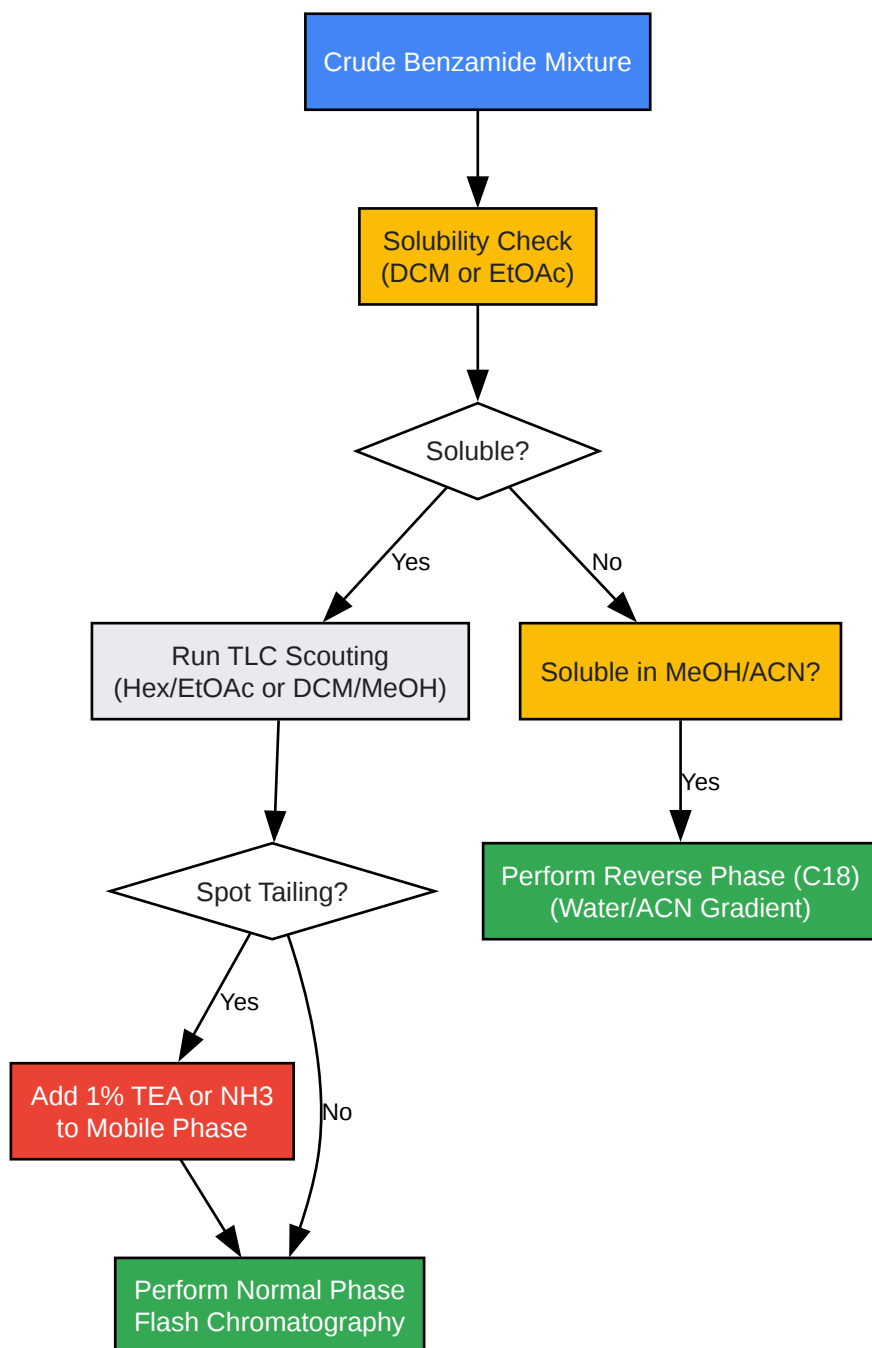 Crude Benzamide Mixture
Solubility Check
(DCM or EtOAc)
Soluble?
Yes
No
Run TLC Scouting
(Hex/EtOAc or DCM/MeOH)
Soluble in MeOH/ACN?
Yes
Spot Tailing?
Perform Reverse Phase (C18)
(Water/ACN Gradient)
Yes
No
Add 1% TEA or NH3
to Mobile Phase
Perform Normal Phase
Flash Chromatography